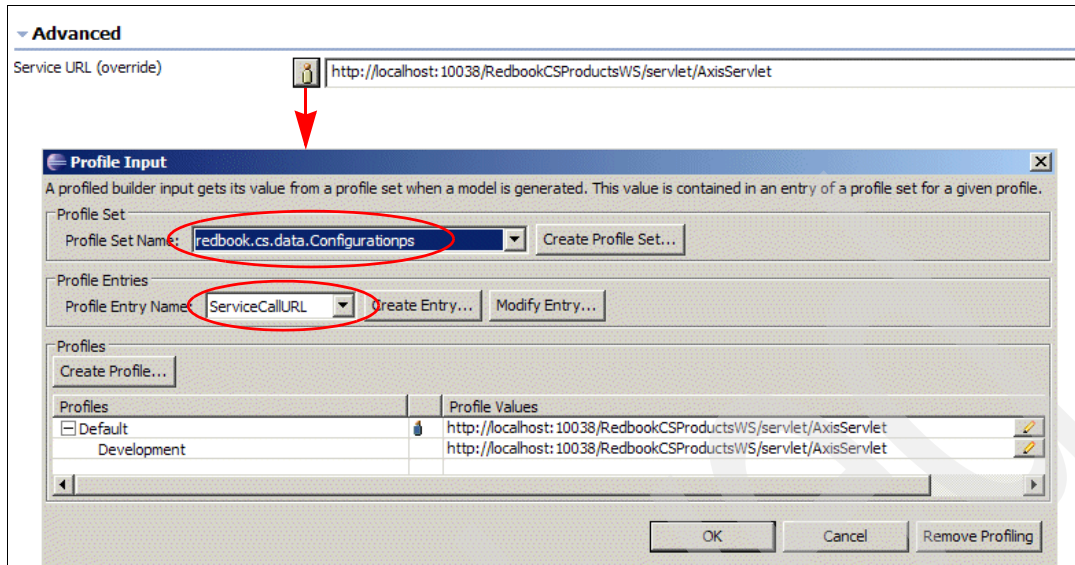 Advanced
Service URL (override) http://localhost:10038/RedbookCSProductsWS/servlet/AxisServlet
Profile Input
A profiled builder input gets its value from a profile set when a model is generated. This value is contained in an entry of a profile set for a given profile.
Profile Set
Profile Set Name: redbook.cs.data.Configurationps Create Profile Set...
Profile Entries
Profile Entry Name: ServiceCallURL Create Entry... Modify Entry...
Profiles
Create Profile...
Profiles Profile Values
Default http://localhost:10038/RedbookCSProductsWS/servlet/AxisServlet
Development http://localhost:10038/RedbookCSProductsWS/servlet/AxisServlet
OK Cancel Remove Profiling